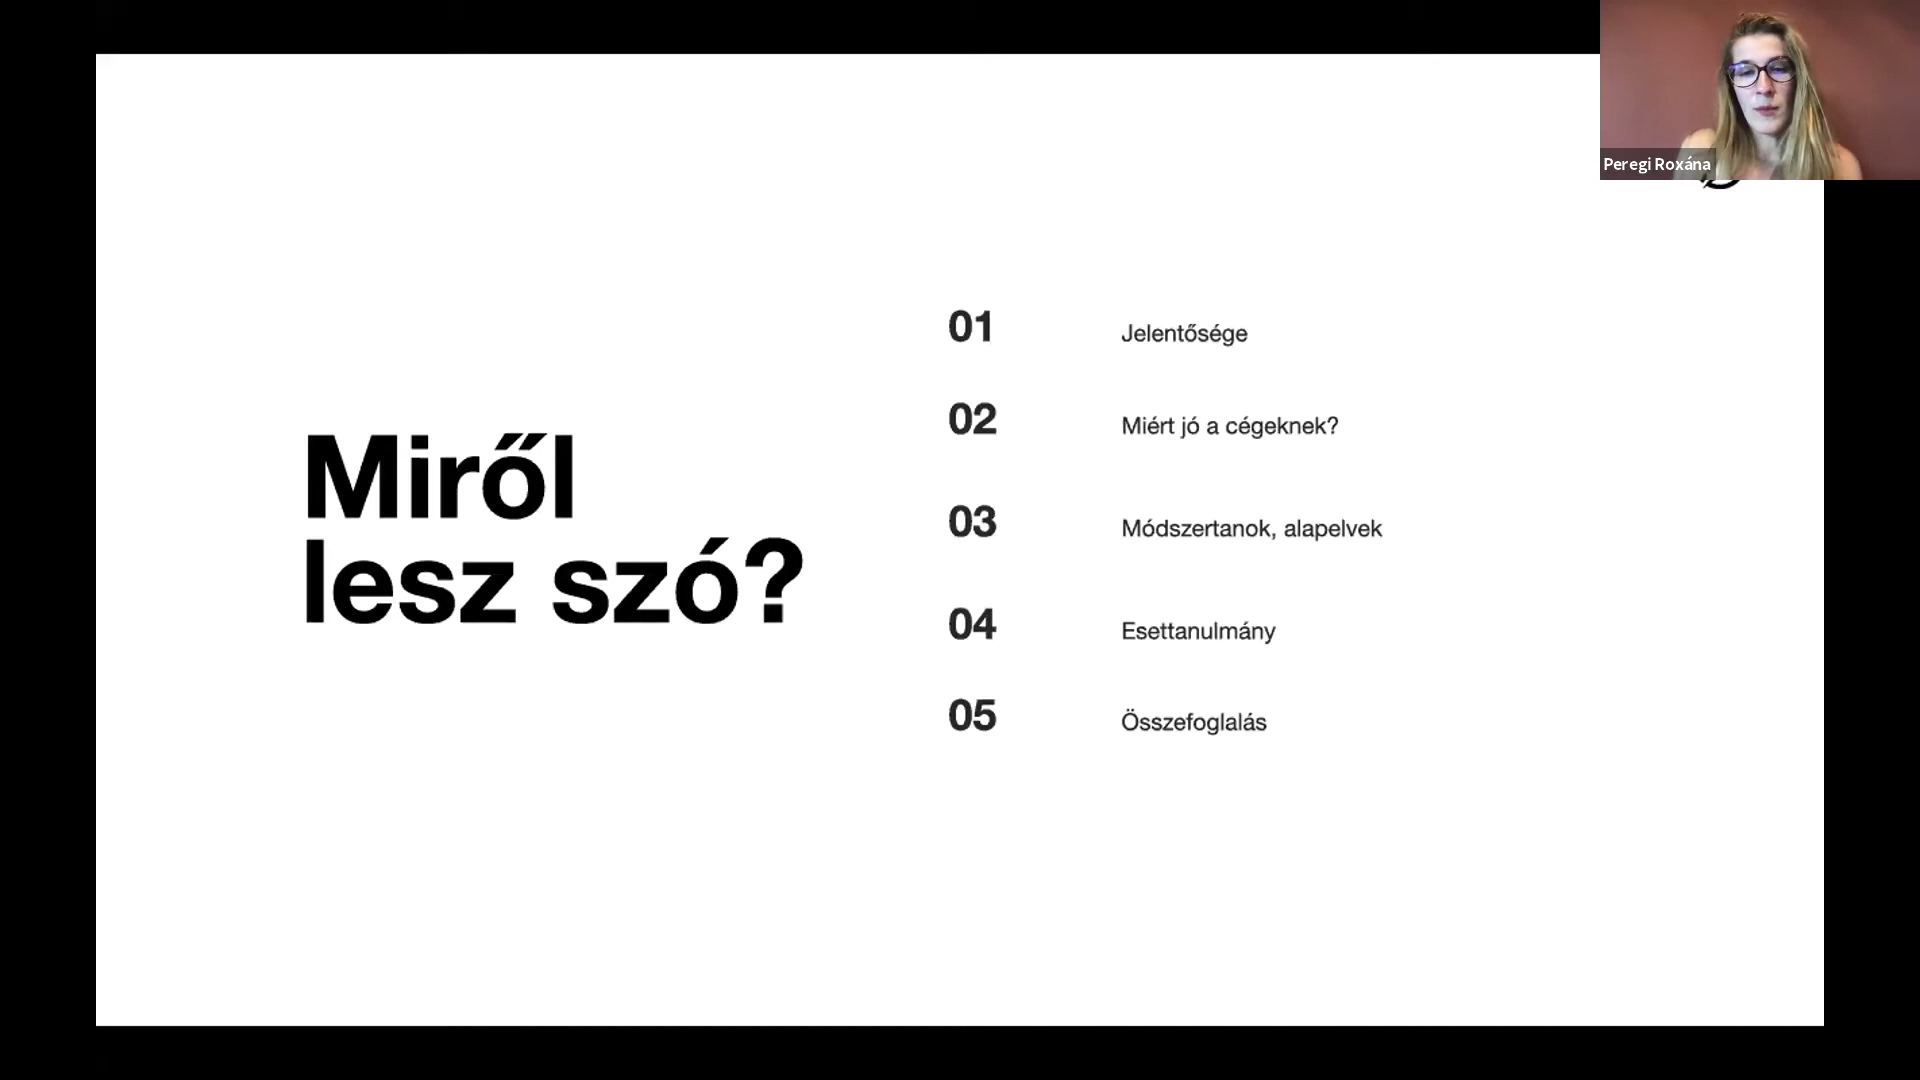 Peregi Roxána
Miről
lesz szó?
01 Jelentősége
02 Miért jó a cégeknek?
03 Módszertanok, alapelvek
04 Esettanulmány
05 Összefoglalás